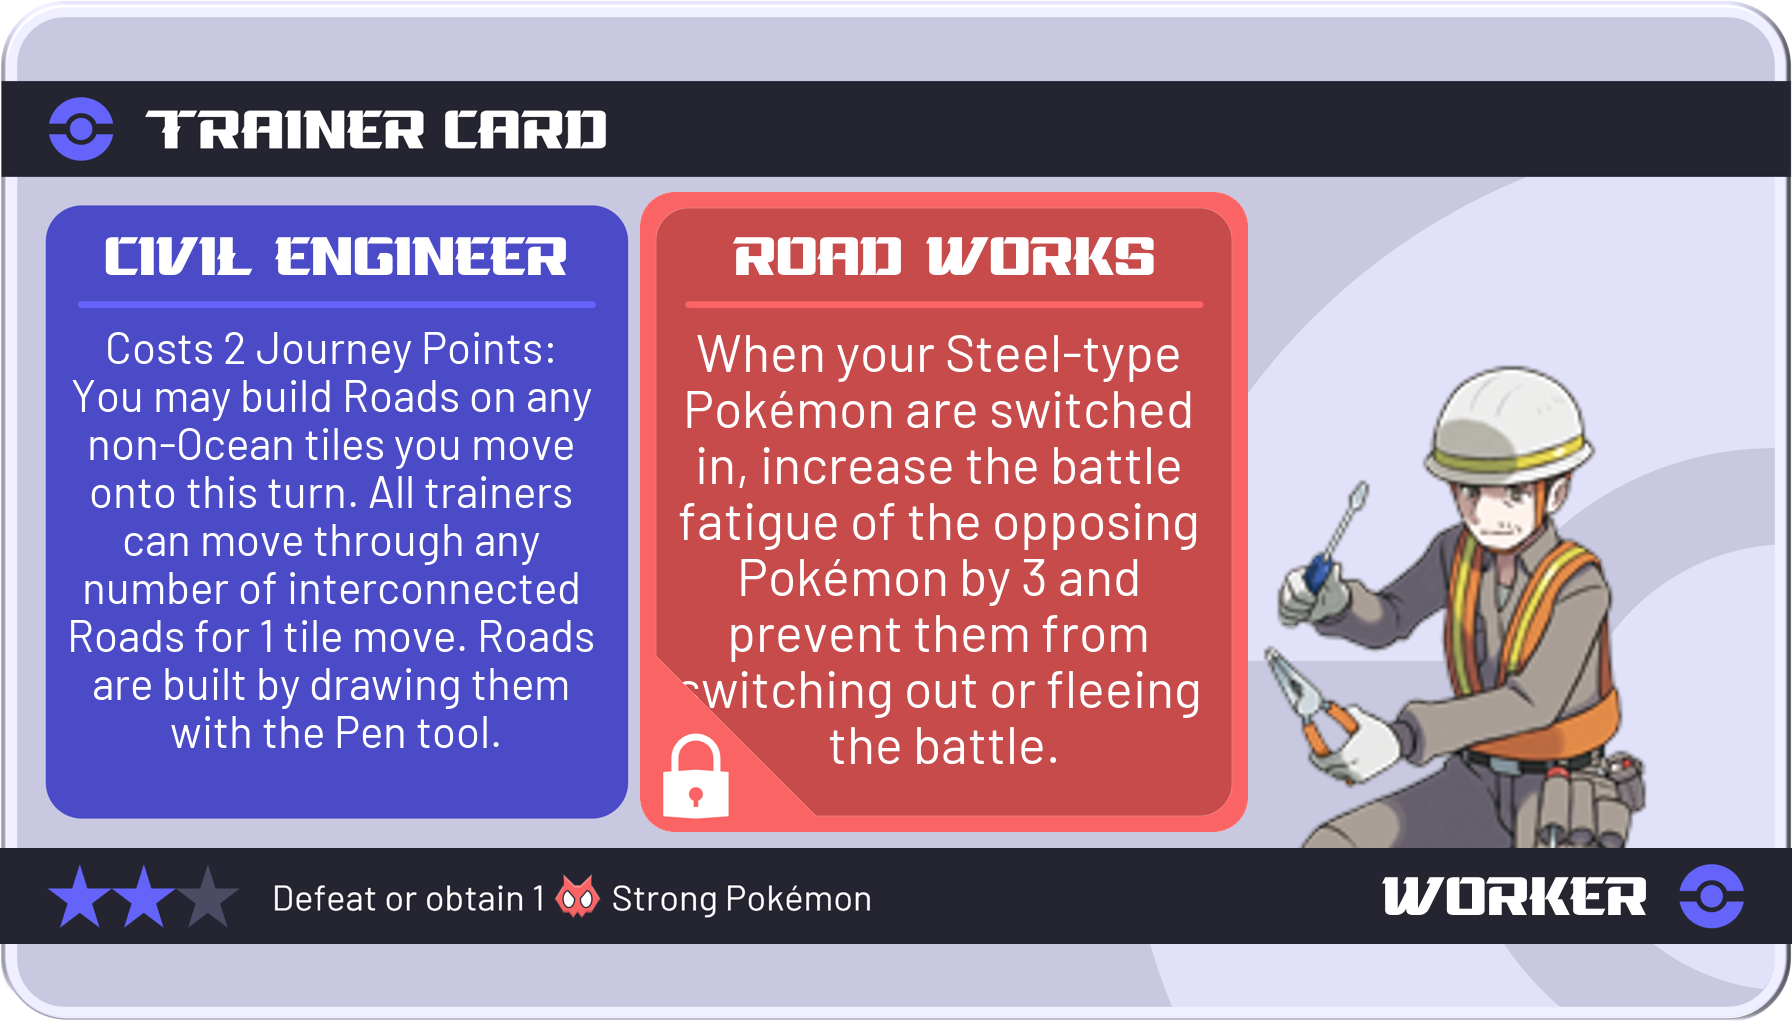 TRAINER CARD
CIVIL ENGINEER
Costs 2 Journey Points:
You may build Roads on any
non-Ocean tiles you move
onto this turn. All trainers
can move through any
number of interconnected
Roads for 1 tile move. Roads
are built by drawing them
with the Pen tool.
ROAD WORKS
When your Steel-type
Pokémon are switched
in, increase the battle
fatigue of the opposing
Pokémon by 3 and
prevent them from
switching out or fleeing
the battle.
Defeat or obtain 1 Strong Pokémon
WORKER